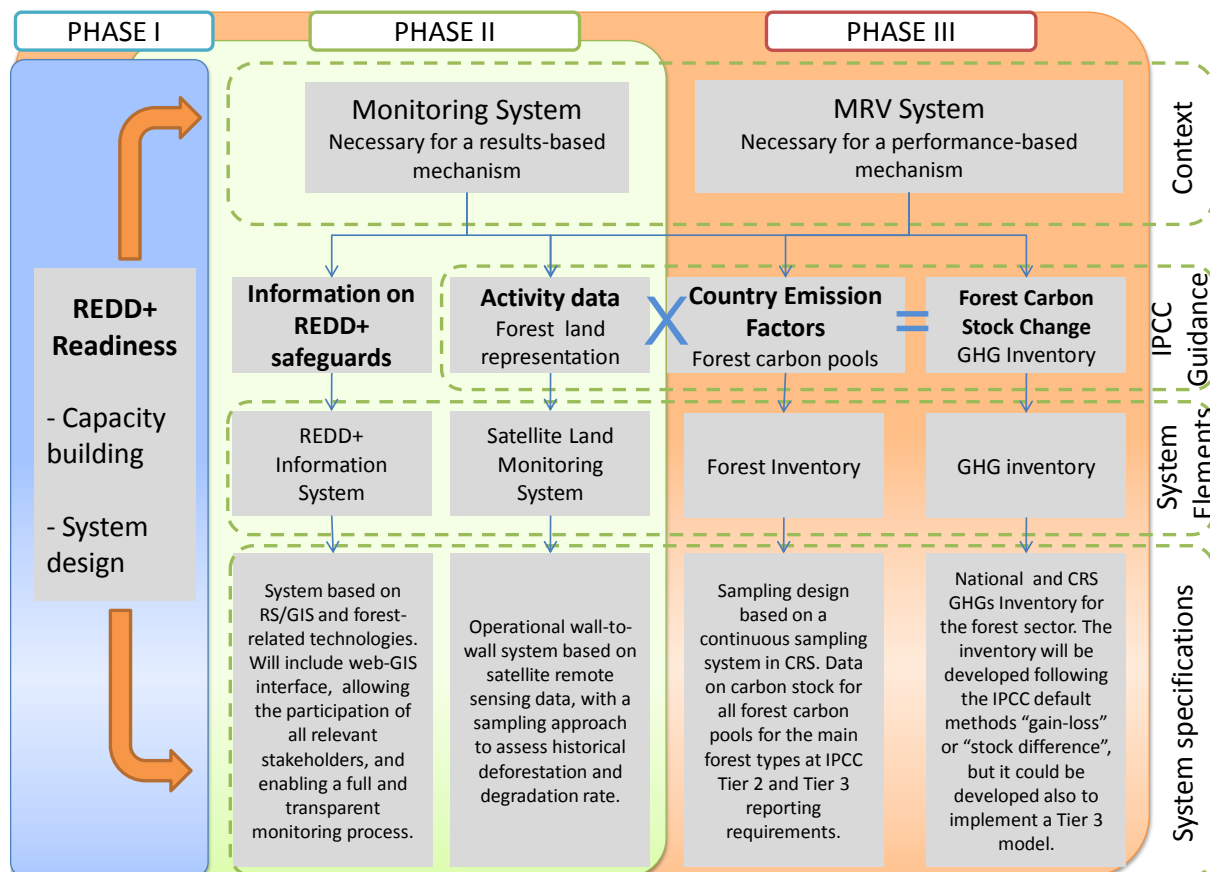 PHASE I
PHASE II
PHASE III
Monitoring System
Necessary for a results-based
mechanism
MRV System
Necessary for a performance-based
mechanism
Context
REDD+
Readiness
- Capacity
building
- System
design
Information on
REDD+
safeguards
Activity data
Forest land
representation
X
Country Emission
Factors
Forest carbon pools
=
Forest Carbon
Stock Change
GHG Inventory
IPCC
Guidance
REDD+
Information
System
Satellite Land
Monitoring
System
Forest Inventory
GHG inventory
System
Elements
System based on
RS/GIS and forest-
related technologies.
Will include web-GIS
interface, allowing
the participation of
all relevant
stakeholders, and
enabling a full and
transparent
monitoring process.
Operational wall-to-
wall system based on
satellite remote
sensing data, with a
sampling approach
to assess historical
deforestation and
degradation rate.
Sampling design
based on a
continuous sampling
system in CRS. Data
on carbon stock for
all forest carbon
pools for the main
forest types at IPCC
Tier 2 and Tier 3
reporting
requirements.
National and CRS
GHGs Inventory for
the forest sector. The
inventory will be
developed following
the IPCC default
methods “gain-loss”
or “stock difference”,
but it could be
developed also to
implement a Tier 3
model.
System specifications